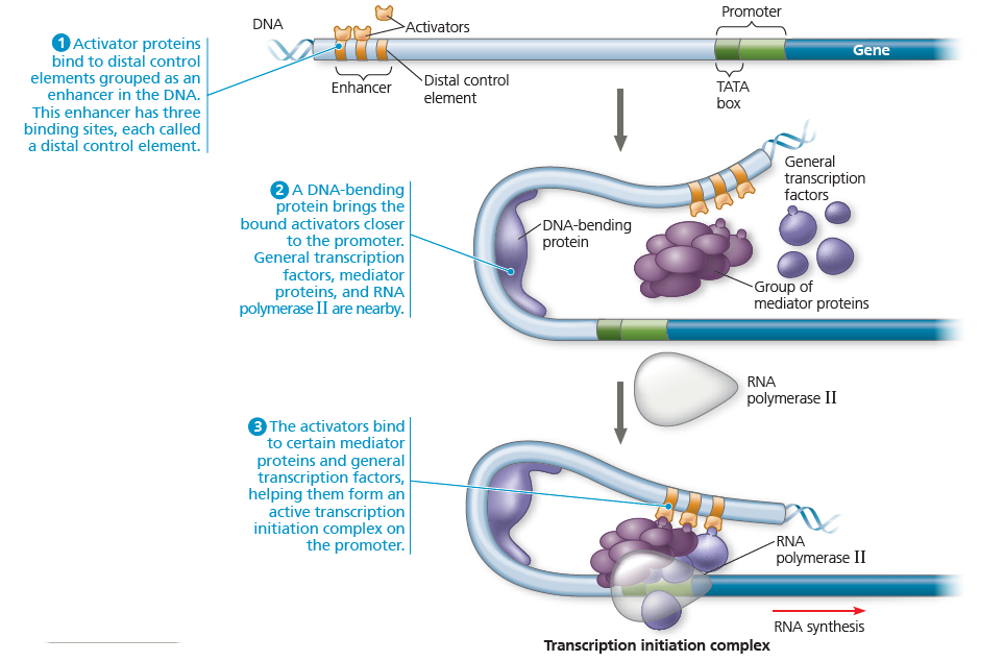 DNA
Activators
Promoter
Gene
1 Activator proteins
bind to distal control
elements grouped as an
enhancer in the DNA.
This enhancer has three
binding sites, each called
a distal control element.
Enhancer
Distal control
element
TATA
box
2 A DNA-bending
protein brings the
bound activators closer
to the promoter.
General transcription
factors, mediator
proteins, and RNA
polymerase II are nearby.
DNA-bending
protein
General
transcription
factors
Group of
mediator proteins
RNA
polymerase II
3 The activators bind
to certain mediator
proteins and general
transcription factors,
helping them form an
active transcription
initiation complex on
the promoter.
RNA
polymerase II
RNA synthesis
Transcription initiation complex